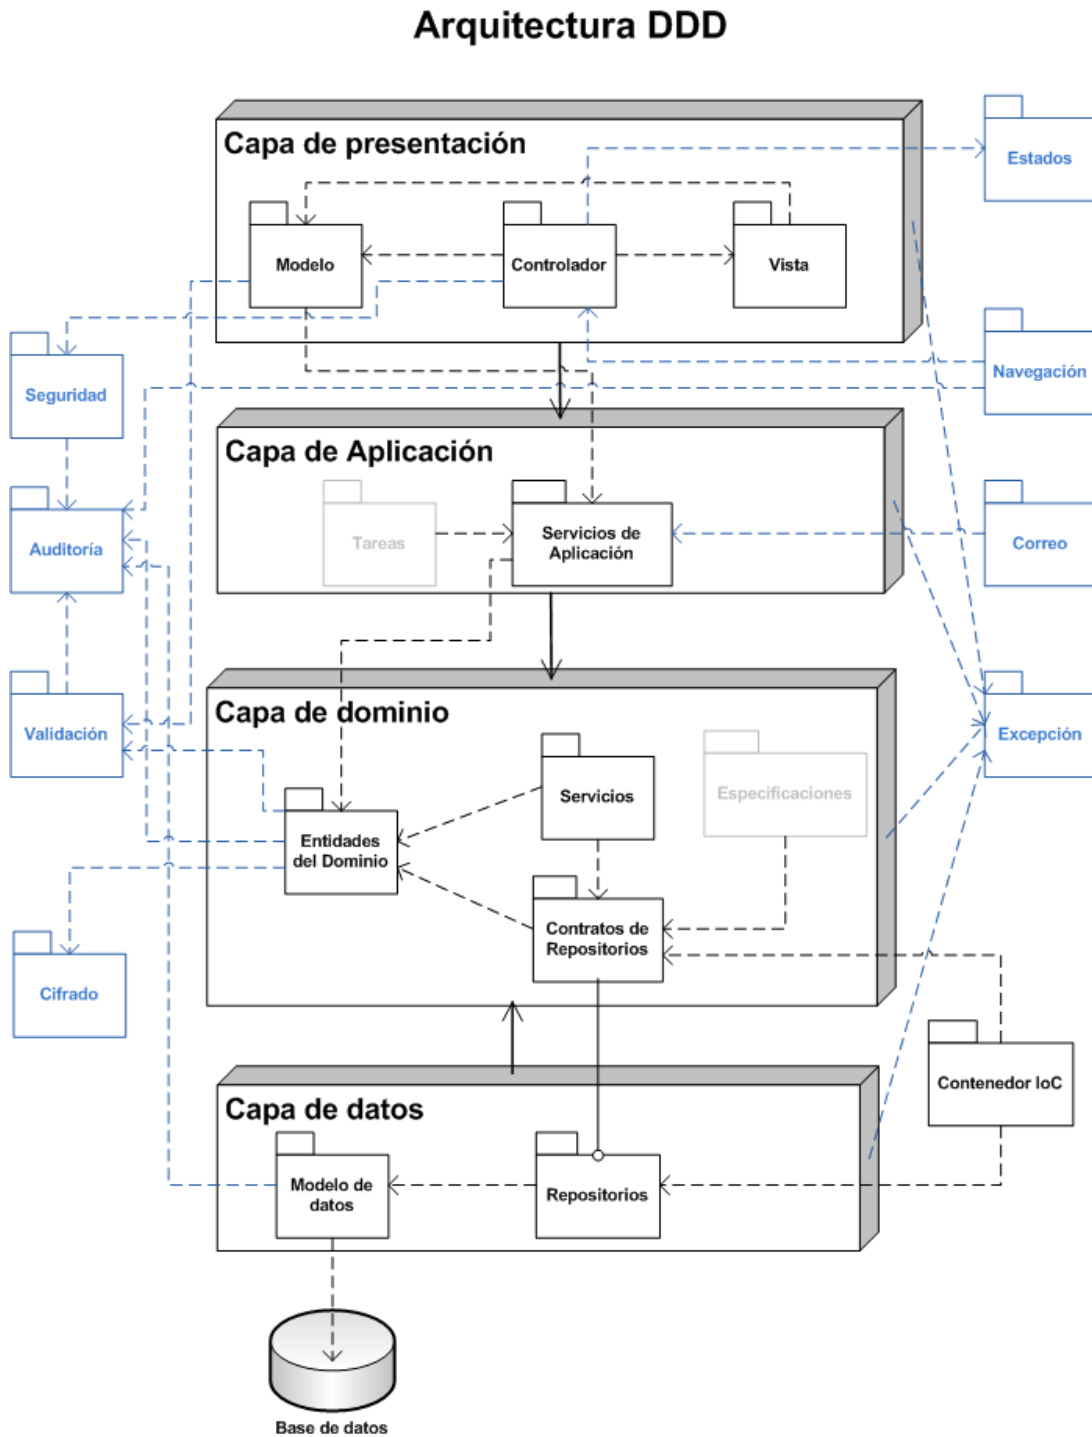 Arquitectura DDD
Capa de presentación
Estados
Modelo
Controlador
Vista
Seguridad
Navegación
Capa de Aplicación
Tareas
Servicios de
Aplicación
Auditoría
Correo
Capa de dominio
Validación
Excepción
Servicios
Especificaciones
Entidades
del Dominio
Contratos de
Repositorios
Cifrado
Contenedor IoC
Capa de datos
Modelo de
datos
Repositorios
Base de datos